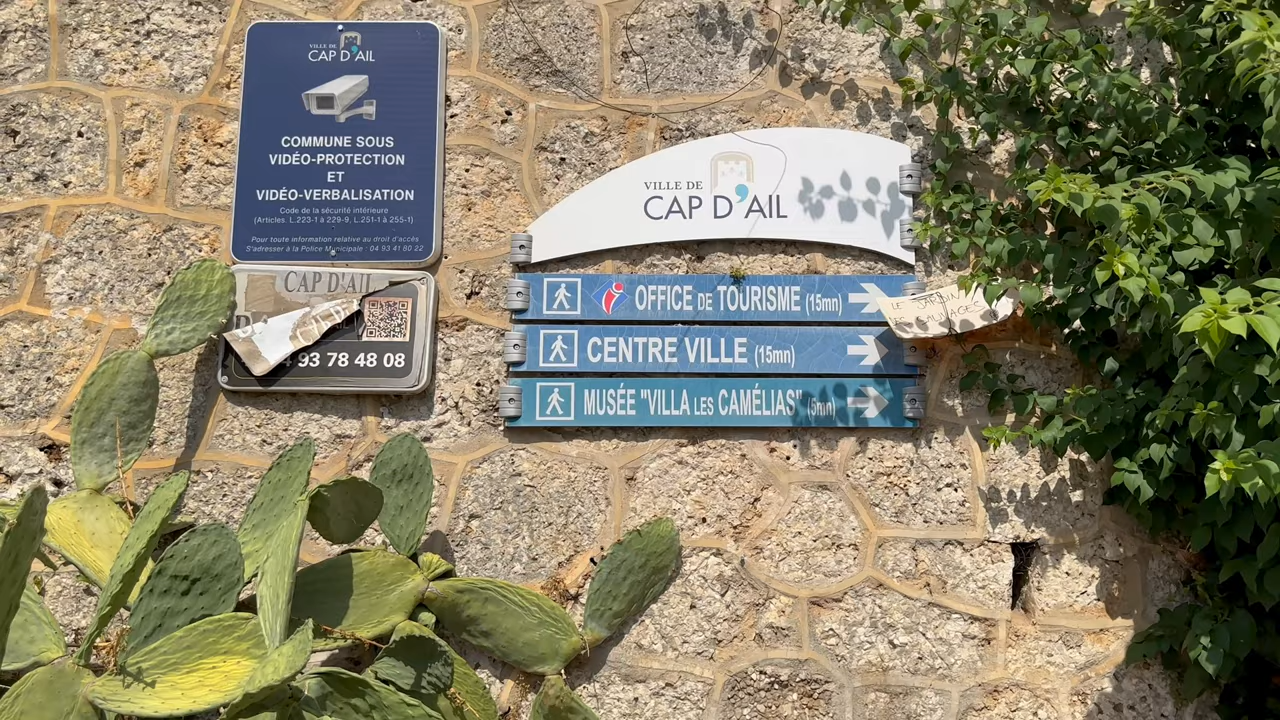 VILLE DE
CAP D'AIL
COMMUNE SOUS
VIDÉO-PROTECTION
ET
VIDÉO-VERBALISATION
Code de la sécurité intérieure
(Articles L.223-1 à 229-9, L.251-1 à 255-1)
Pour toute information relative au droit d'accès
S'adresser à la Police Municipale : 04 93 41 80 22
CAP D'AIL
93 78 48 08
VILLE DE
CAP D'AIL
OFFICE DE TOURISME (15mn)
CENTRE VILLE (15mn)
MUSÉE "VILLA LES CAMÉLIAS" (5mn)
LE JARDIN
SAUVAGES